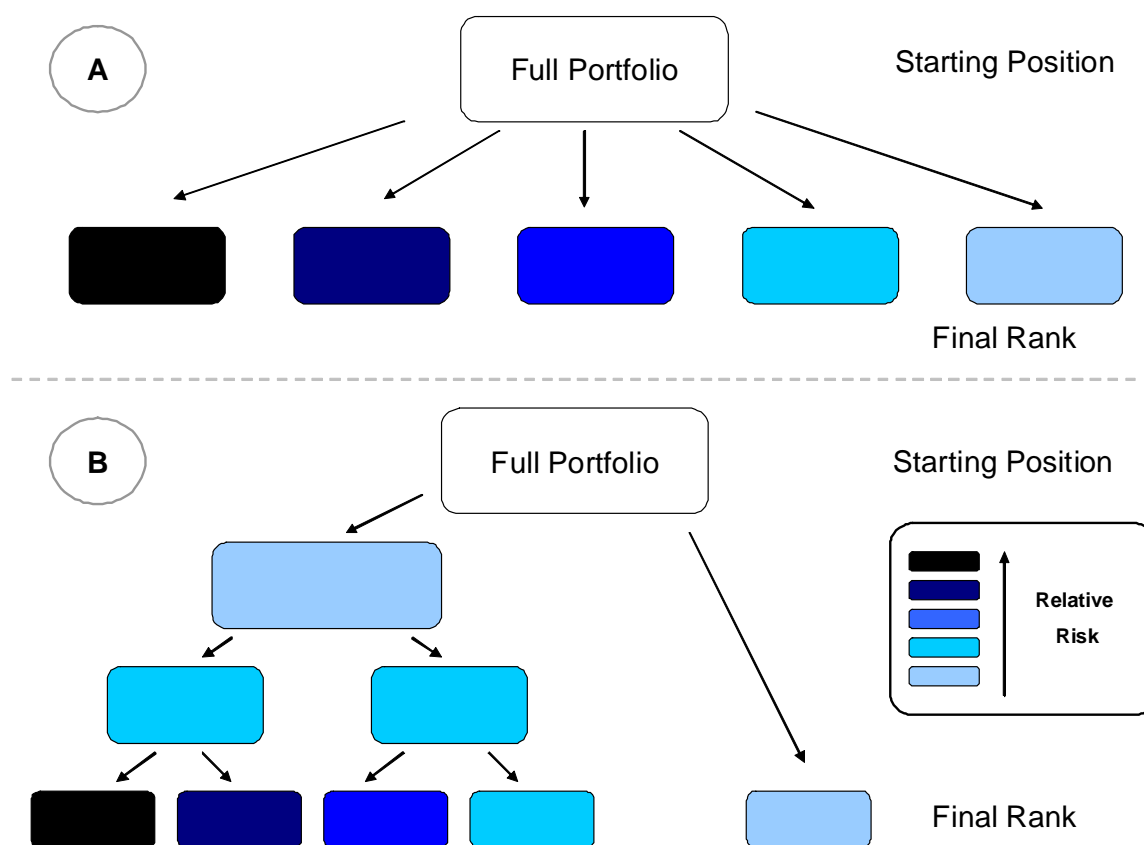 A
Full Portfolio
Starting Position
Final Rank
B
Full Portfolio
Starting Position
Relative
Risk
Final Rank